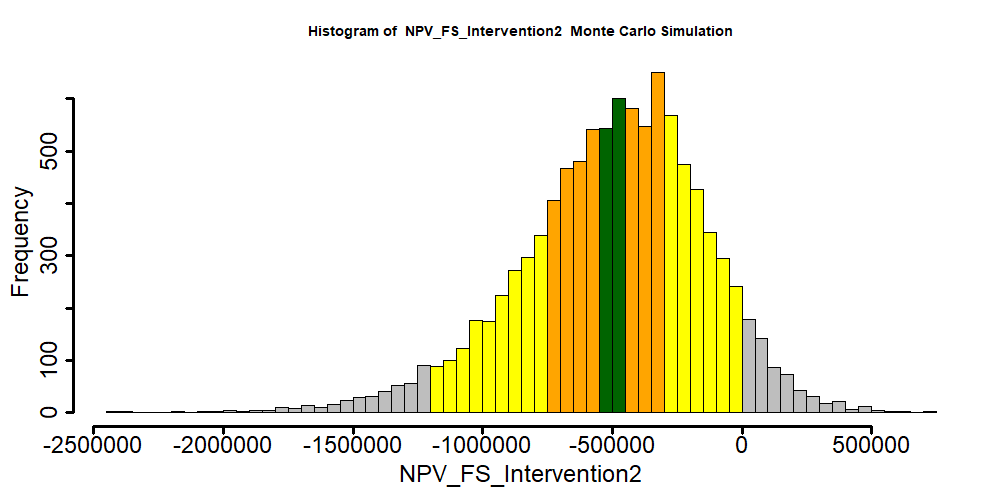 Histogram of  NPV_FS_Intervention2  Monte Carlo Simulation
Frequency
500
300
100
0
-2500000 -2000000 -1500000 -1000000 -500000 0 500000
NPV_FS_Intervention2